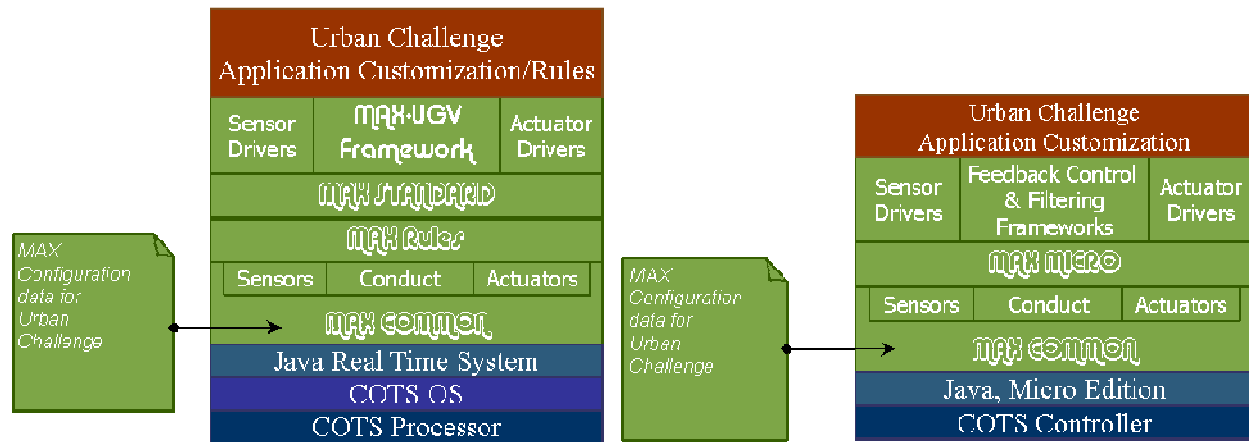 Urban Challenge
Application Customization/Rules
Sensor
Drivers
MAX-UGV
Framework
Actuator
Drivers
MAX STANDARD
MAX Rules
Sensors
Conduct
Actuators
MAX COMMON
Java Real Time System
COTS OS
COTS Processor
MAX
Configuration
data for
Urban
Challenge
Urban Challenge
Application Customization
Sensor
Drivers
Feedback Control
& Filtering
Frameworks
Actuator
Drivers
MAX MICRO
Sensors
Conduct
Actuators
MAX COMMON
Java, Micro Edition
COTS Controller
MAX
Configuration
data for
Urban
Challenge